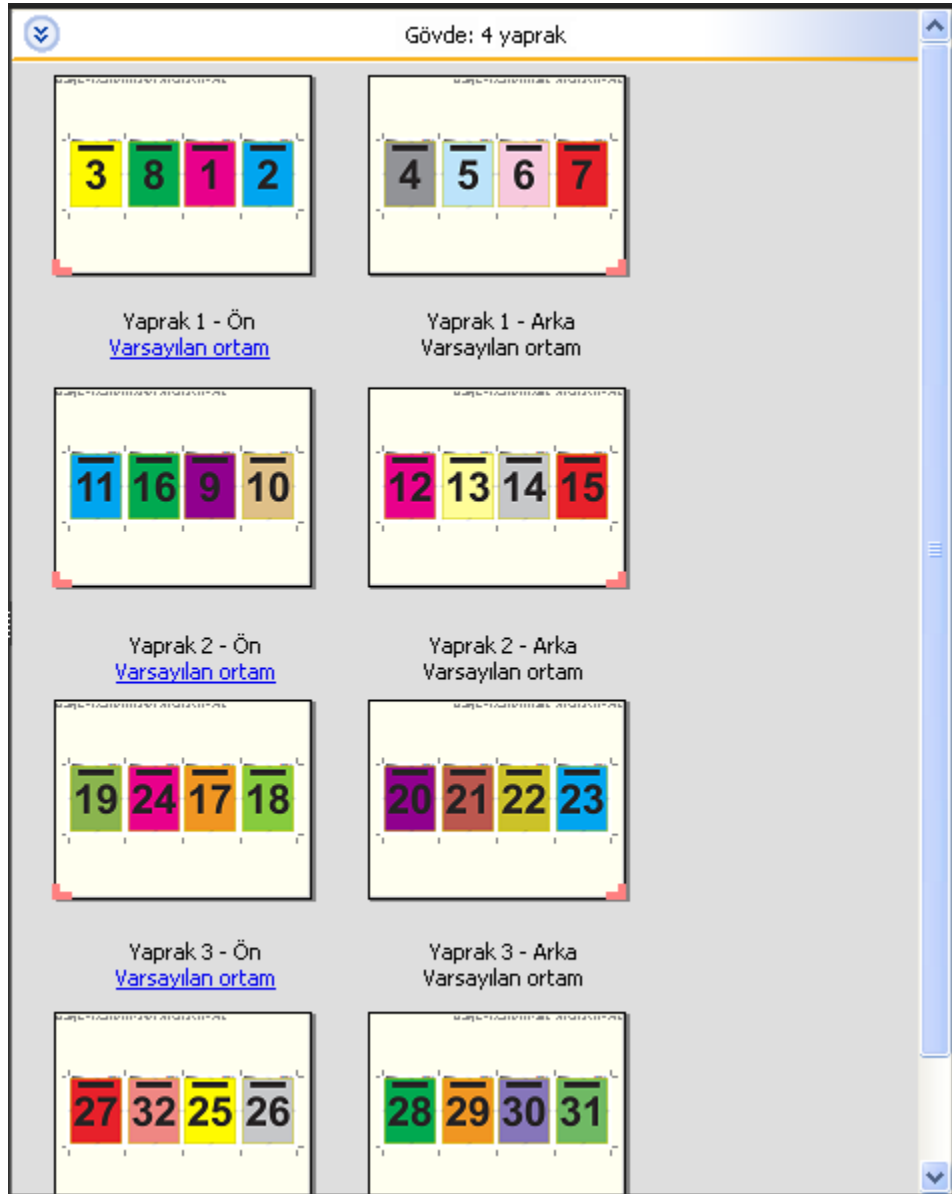 Gövde: 4 yaprak
3 8 1 2
4 5 6 7
Yaprak 1 - Ön
Varsayılan ortam
Yaprak 1 - Arka
Varsayılan ortam
11 16 9 10
12 13 14 15
Yaprak 2 - Ön
Varsayılan ortam
Yaprak 2 - Arka
Varsayılan ortam
19 24 17 18
20 21 22 23
Yaprak 3 - Ön
Varsayılan ortam
Yaprak 3 - Arka
Varsayılan ortam
27 32 25 26
28 29 30 31